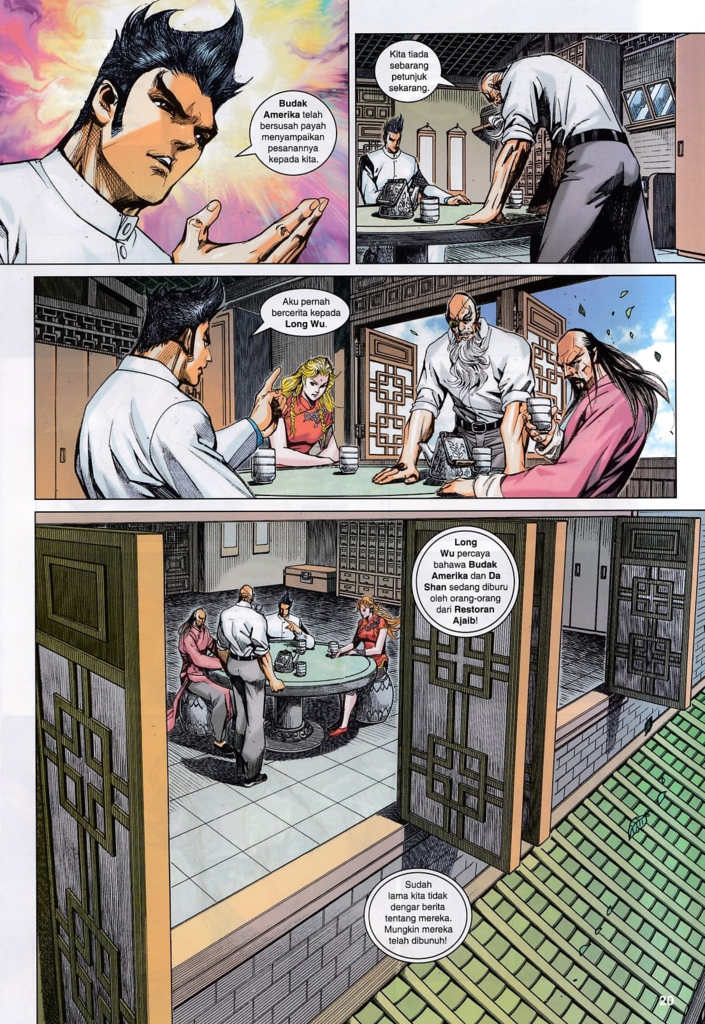 Budak
Amerika telah
bersusah payah
menyampaikan
pesanannya
kepada kita.
Kita tiada
sebarang
petunjuk
sekarang.
Aku pernah
bercerita kepada
Long Wu.
Long
Wu percaya
bahawa Budak
Amerika dan Da
Shan sedang diburu
oleh orang-orang
dari Restoran
Ajaib!
Sudah
lama kita tidak
dengar berita
tentang mereka.
Mungkin mereka
telah dibunuh!
20